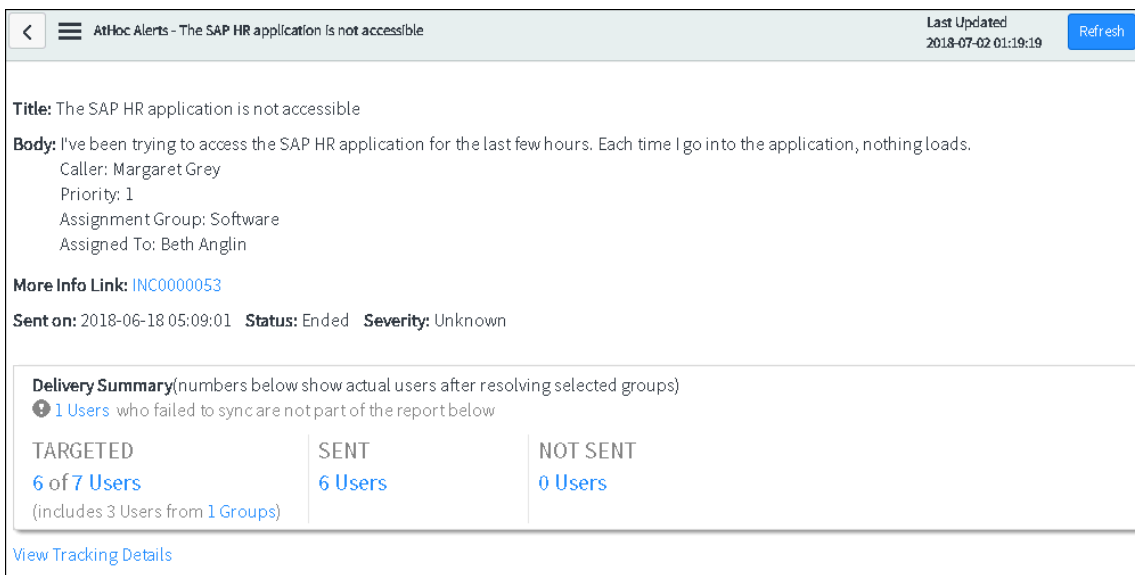 AtHoc Alerts - The SAP HR application is not accessible
Last Updated
2018-07-02 01:19:19
Refresh
Title: The SAP HR application is not accessible
Body: I've been trying to access the SAP HR application for the last few hours. Each time I go into the application, nothing loads.
Caller: Margaret Grey
Priority: 1
Assignment Group: Software
Assigned To: Beth Anglin
More Info Link: INC0000053
Sent on: 2018-06-18 05:09:01 Status: Ended Severity: Unknown
Delivery Summary(numbers below show actual users after resolving selected groups)
1 Users who failed to sync are not part of the report below
TARGETED
6 of 7 Users
(includes 3 Users from 1 Groups)
SENT
6 Users
NOT SENT
0 Users
View Tracking Details